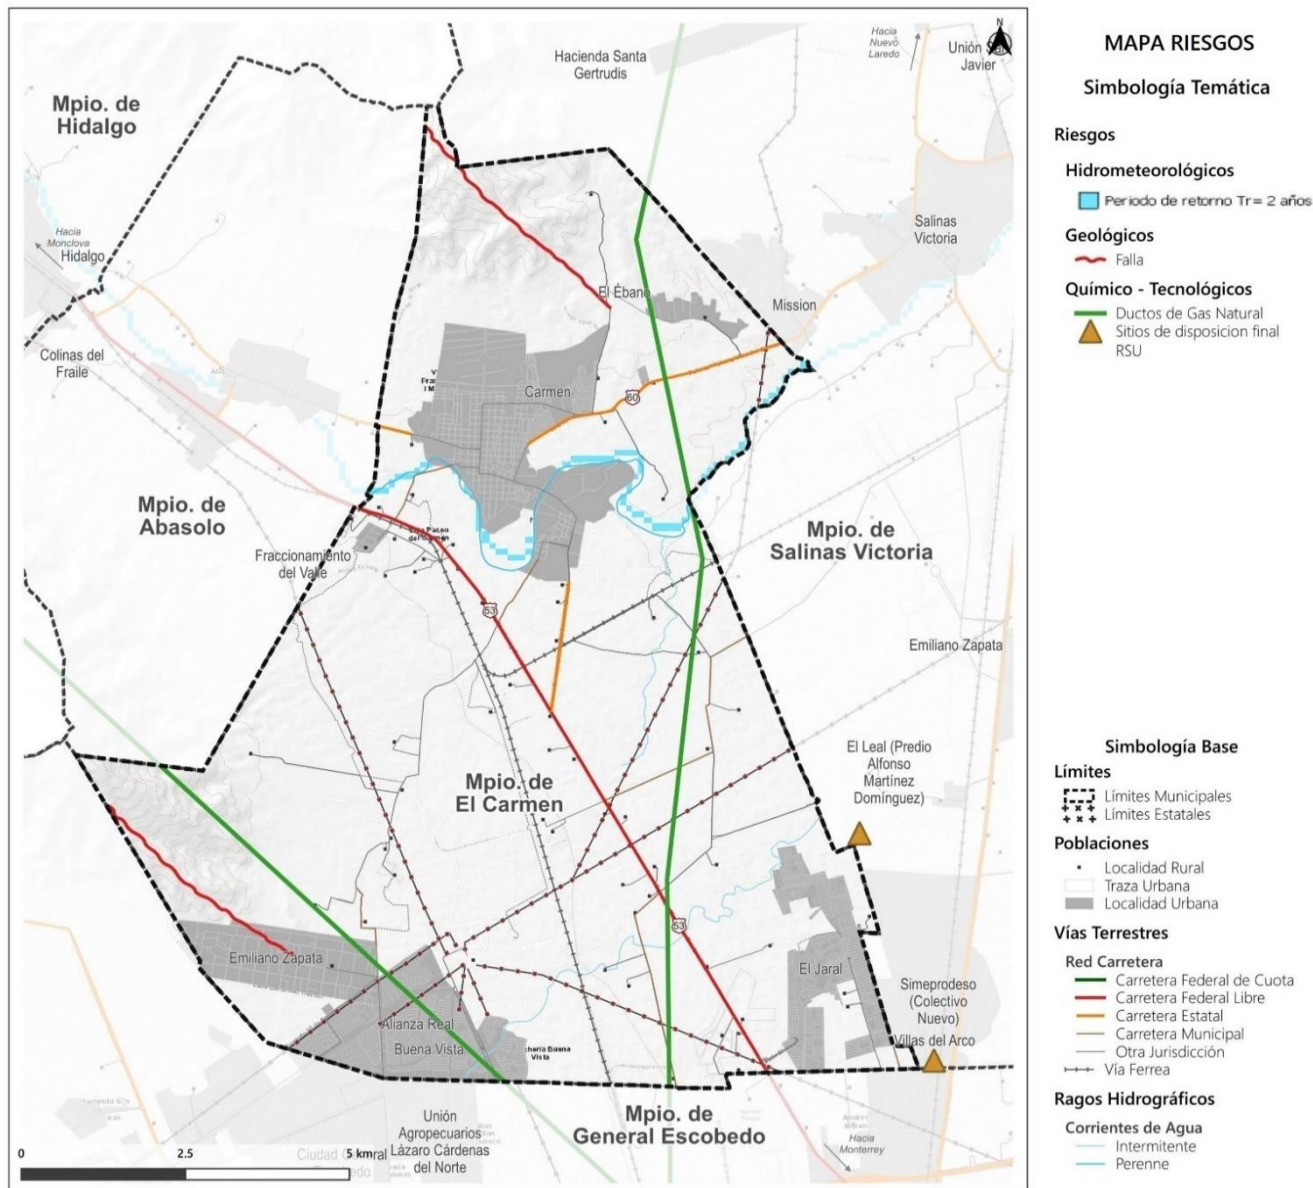 N
Hacia
Nuevo
Laredo
Unión San
Javier
Hacienda Santa
Gertrudis
Mpio. de
Hidalgo
Salinas
Victoria
Hacia
Monclova
Hidalgo
El Ébano
Mission
Colinas del
Fraile
Carmen
60
Mpio. de
Abasolo
Mpio. de
Salinas Victoria
Fraccionamiento
del Valle
53
Emiliano Zapata
El Leal (Predio
Alfonso
Martínez
Domínguez)
Mpio. de
El Carmen
53
Emiliano Zapata
El Jaral
Simeprodeso
(Colectivo
Nuevo)
Alianza Real
Villas del Arco
Buena Vista
Unión
Agropecuarios
Lázaro Cárdenas
del Norte
Mpio. de
General Escobedo
Hacia
Monterrey
0 2.5 5 km
MAPA RIESGOS
Simbología Temática
Riesgos
Hidrometeorológicos
Periodo de retorno Tr= 2 años
Geológicos
Falla
Químico - Tecnológicos
Ductos de Gas Natural
Sitios de disposicion final
RSU
Simbología Base
Límites
Límites Municipales
Límites Estatales
Poblaciones
Localidad Rural
Traza Urbana
Localidad Urbana
Vías Terrestres
Red Carretera
Carretera Federal de Cuota
Carretera Federal Libre
Carretera Estatal
Carretera Municipal
Otra Jurisdicción
Vía Ferrea
Ragos Hidrográficos
Corrientes de Agua
Intermitente
Perenne